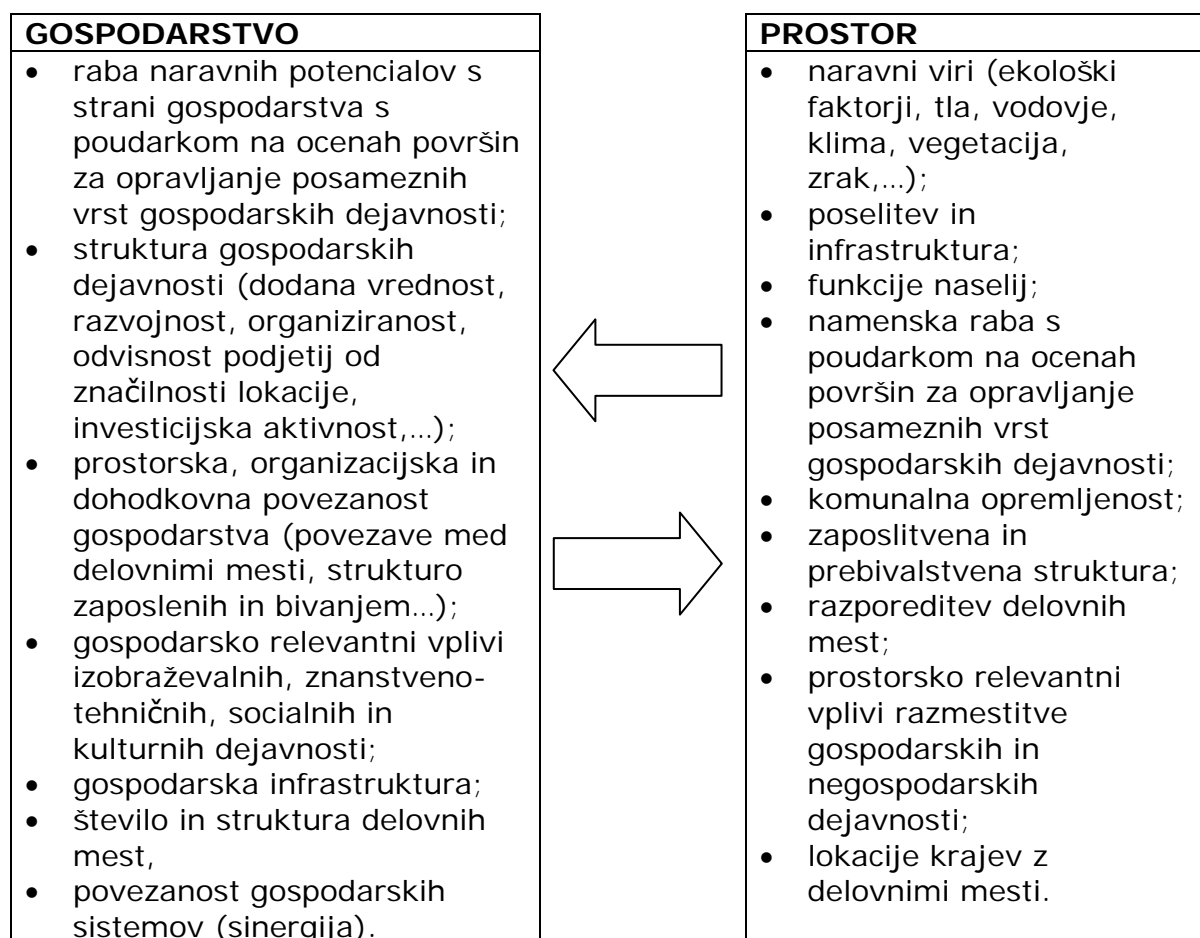 GOSPODARSTVO
• raba naravnih potencialov s
strani gospodarstva s
poudarkom na ocenah površin
za opravljanje posameznih
vrst gospodarskih dejavnosti;
• struktura gospodarskih
dejavnosti (dodana vrednost,
razvojnost, organiziranost,
odvisnost podjetij od
značilnosti lokacije,
investicijska aktivnost,...);
• prostorska, organizacijska in
dohodkovna povezanost
gospodarstva (povezave med
delovnimi mesti, strukturo
zaposlenih in bivanjem...);
• gospodarsko relevantni vplivi
izobraževalnih, znanstveno-
tehničnih, socialnih in
kulturnih dejavnosti;
• gospodarska infrastruktura;
• število in struktura delovnih
mest,
• povezanost gospodarskih
sistemov (sinergija).
PROSTOR
• naravni viri (ekološki
faktorji, tla, vodovje,
klima, vegetacija,
zrak,...);
• poselitev in
infrastruktura;
• funkcije naselij;
• namenska raba s
poudarkom na ocenah
površin za opravljanje
posameznih vrst
gospodarskih dejavnosti;
• komunalna opremljenost;
• zaposlitvena in
prebivalstvena struktura;
• razporeditev delovnih
mest;
• prostorsko relevantni
vplivi razmestitve
gospodarskih in
negospodarskih
dejavnosti;
• lokacije krajev z
delovnimi mesti.